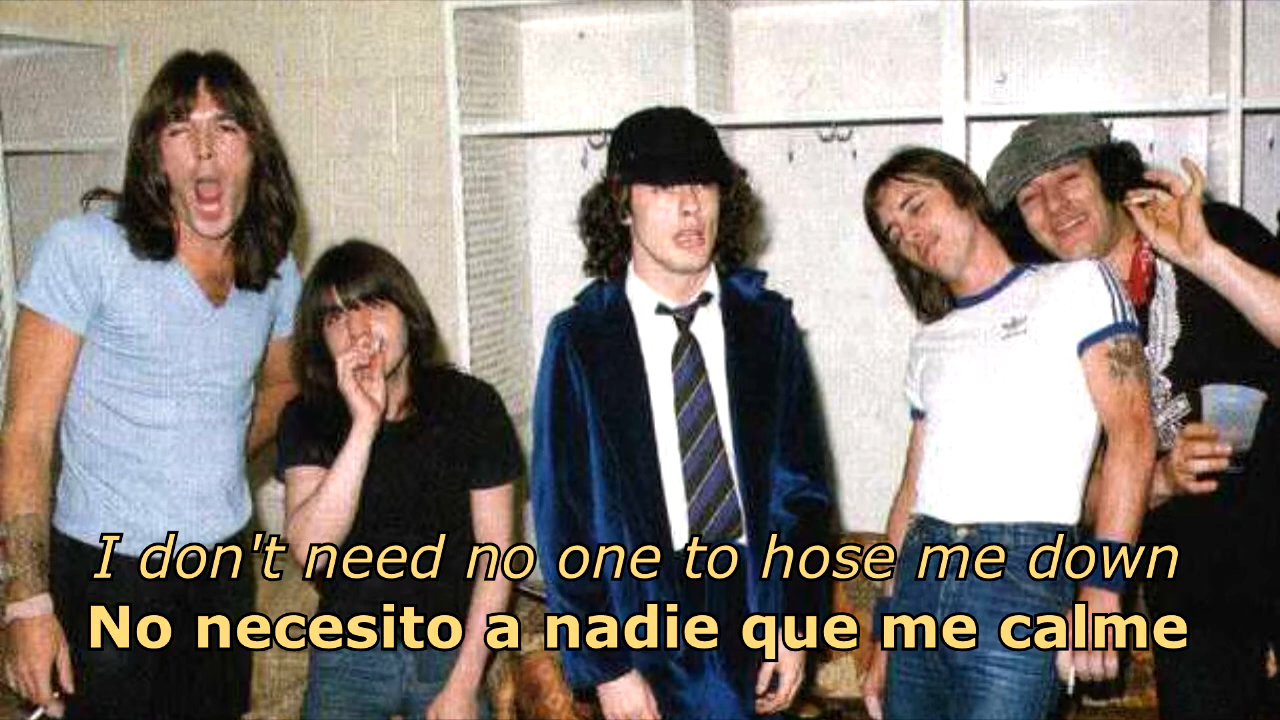 I don't need no one to hose me down
No necesito a nadie que me calme